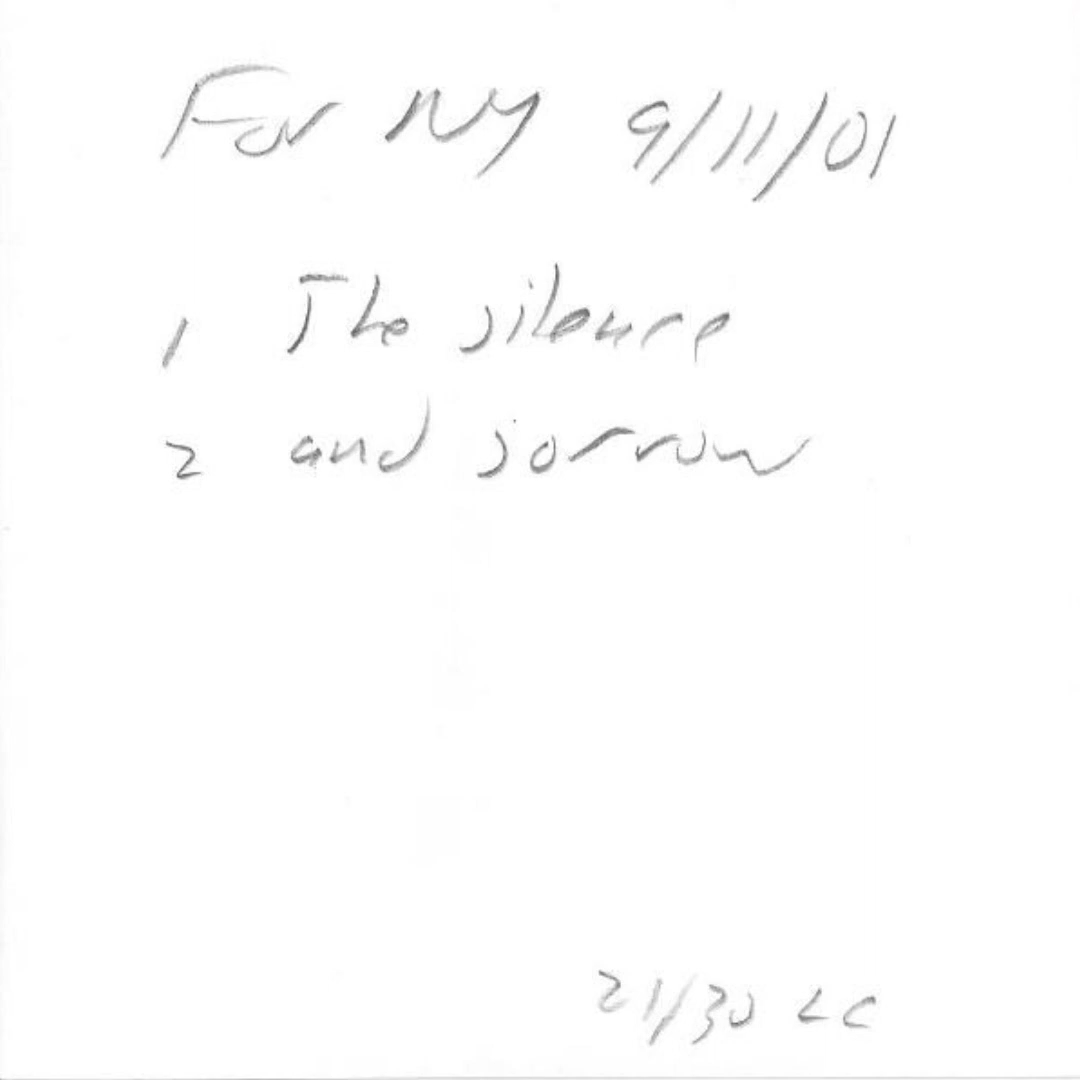 For NY 9/11/01
1 The silence
2 and sorrow
21/30 LC